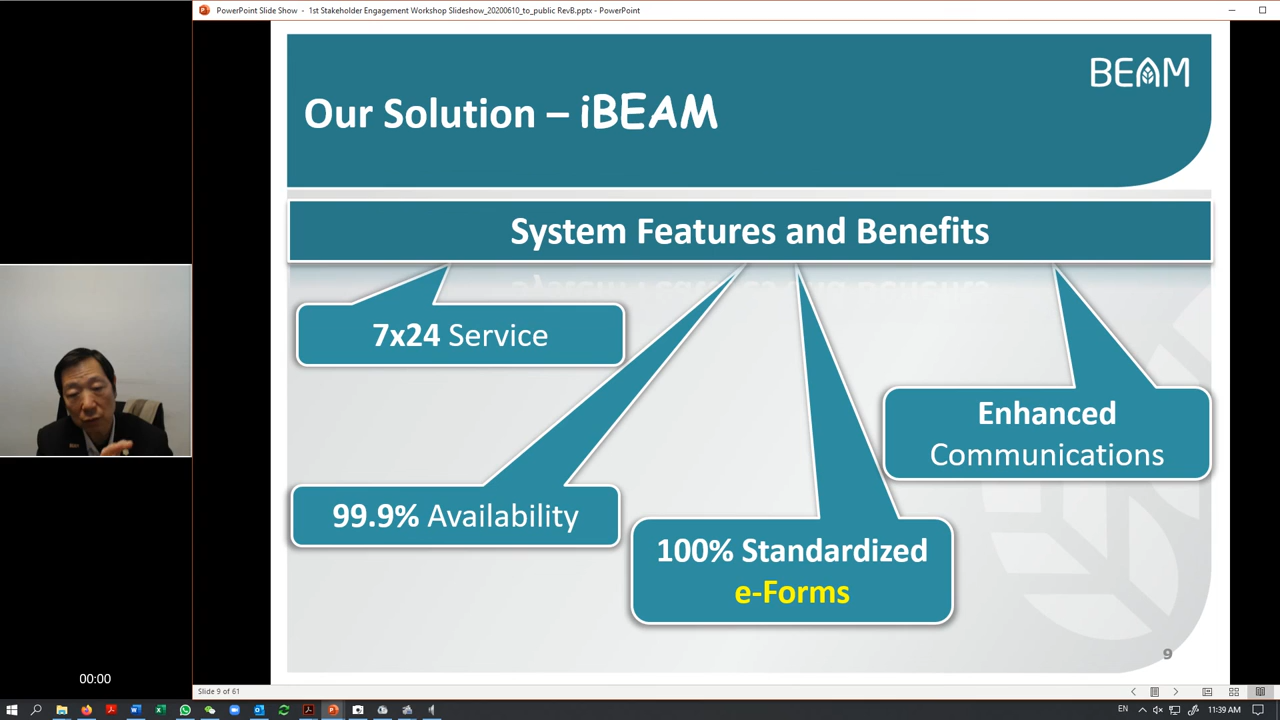 PowerPoint Slide Show - 1st Stakeholder Engagement Workshop Slideshow_20200610_to_public RevB.pptx - PowerPoint
BEAM
Our Solution – iBEAM
System Features and Benefits
7x24 Service
Enhanced
Communications
99.9% Availability
100% Standardized
e-Forms
9
00:00
Slide 9 of 61
EN
11:39 AM